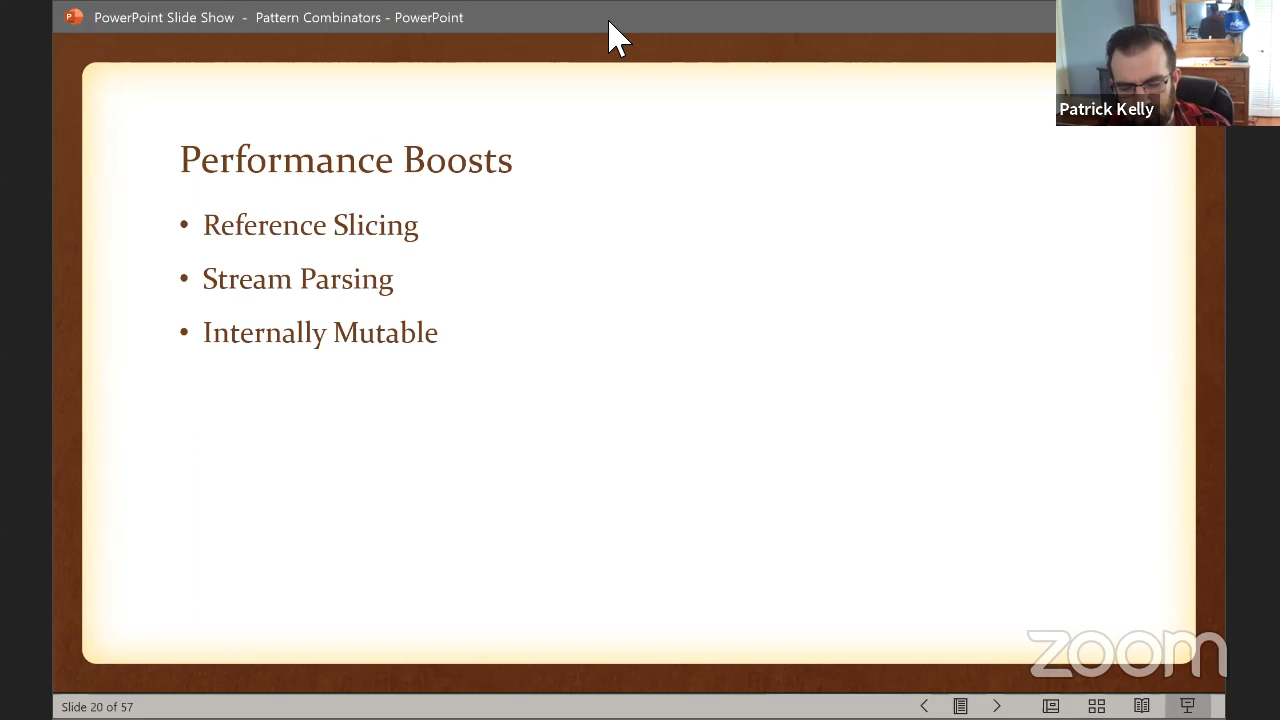 PowerPoint Slide Show - Pattern Combinators - PowerPoint
Patrick Kelly
Performance Boosts
• Reference Slicing
• Stream Parsing
• Internally Mutable
zoom
Slide 20 of 57